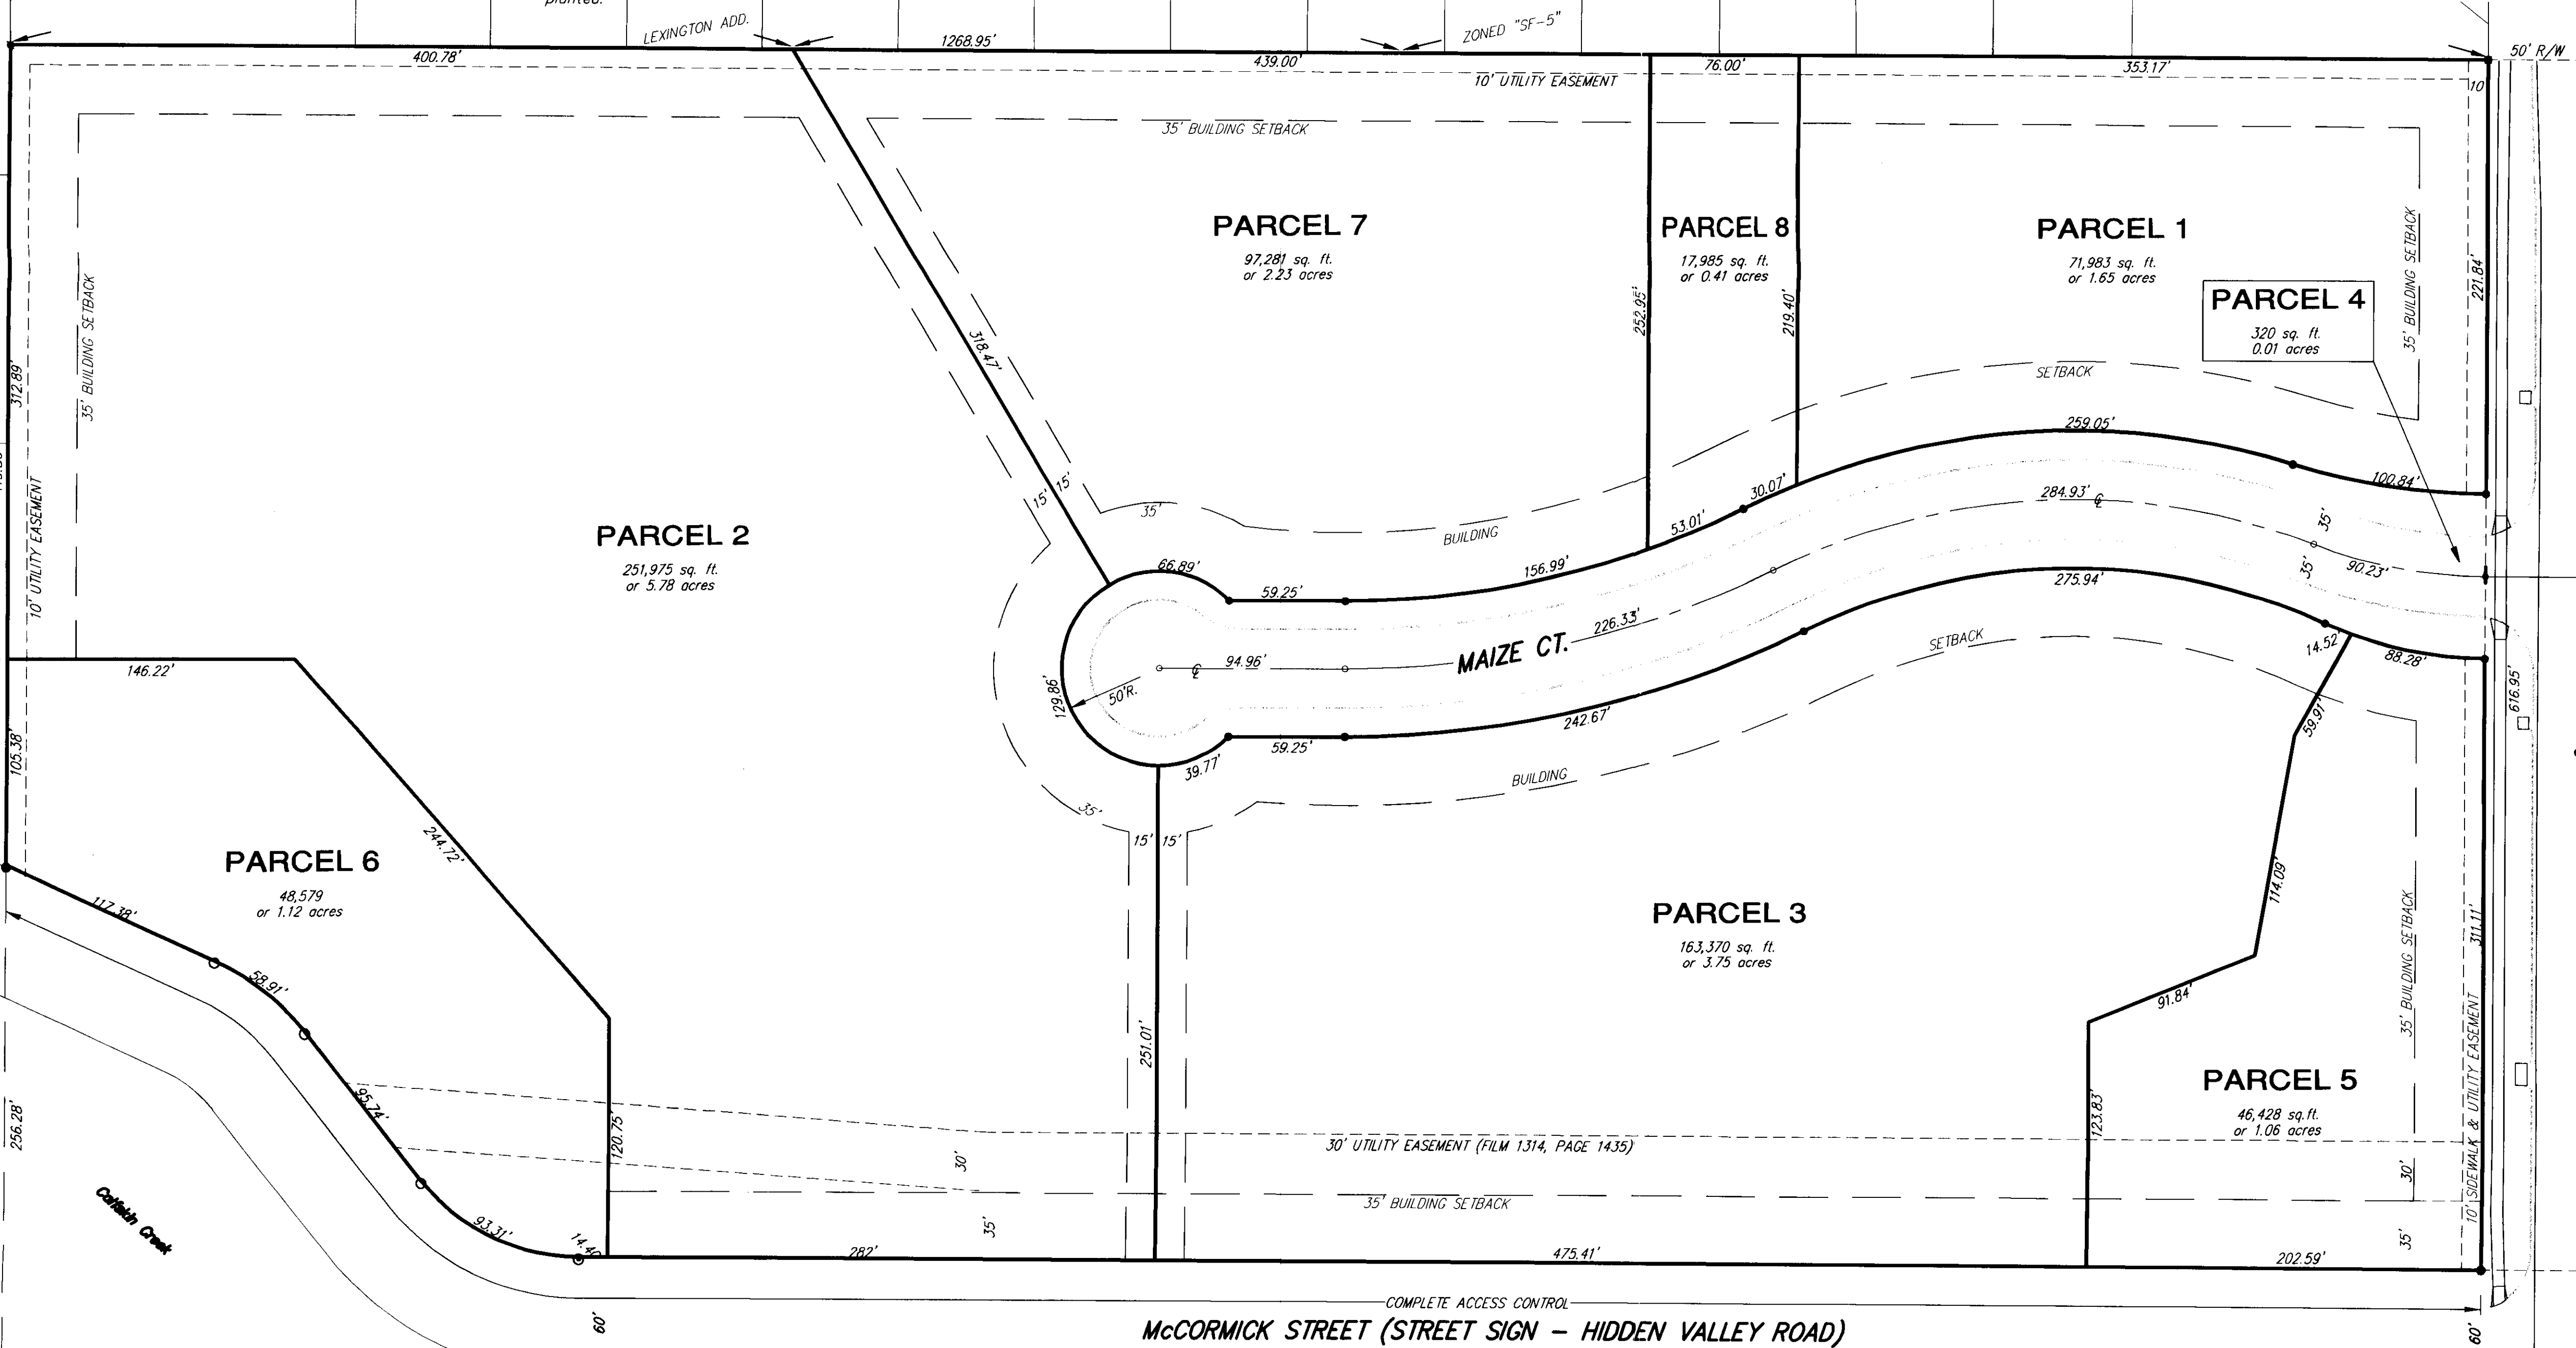 planted.
LEXINGTON ADD.
1268.95'
ZONED "SF-5"
50' R/W
400.78'
439.00'
76.00'
353.17'
10' UTILITY EASEMENT
10
35' BUILDING SETBACK
PARCEL 7
97,281 sq. ft.
or 2.23 acres
PARCEL 8
17,985 sq. ft.
or 0.41 acres
PARCEL 1
71,983 sq. ft.
or 1.65 acres
35' BUILDING SETBACK
221.84'
PARCEL 4
320 sq. ft.
0.01 acres
312.89'
35' BUILDING SETBACK
10' UTILITY EASEMENT
318.47'
252.95'
219.40'
SETBACK
259.05'
100.84'
15' 15'
35'
BUILDING
53.01'
30.07'
284.93'
35'
35'
90.23'
PARCEL 2
251,975 sq. ft.
or 5.78 acres
66.89'
59.25'
156.99'
275.94'
MAIZE CT.
226.33'
94.96'
50'R.
129.86'
SETBACK
14.52'
88.28'
146.22'
59.91'
616.95'
242.67'
59.25'
39.77'
BUILDING
105.38'
35'
15' 15'
244.72'
PARCEL 6
48,579
or 1.12 acres
117.38'
58.91'
PARCEL 3
163,370 sq. ft.
or 3.75 acres
114.09'
35' BUILDING SETBACK
311.11'
91.84'
251.01'
PARCEL 5
46,428 sq.ft.
or 1.06 acres
123.83'
10' SIDEWALK & UTILITY EASEMENT
256.28'
95.74'
120.75'
30'
30' UTILITY EASEMENT (FILM 1314, PAGE 1435)
30'
35' BUILDING SETBACK
Calfskin Creek
93.31'
14.40
35'
35'
282'
475.41'
202.59'
COMPLETE ACCESS CONTROL
60'
McCORMICK STREET (STREET SIGN – HIDDEN VALLEY ROAD)
60'